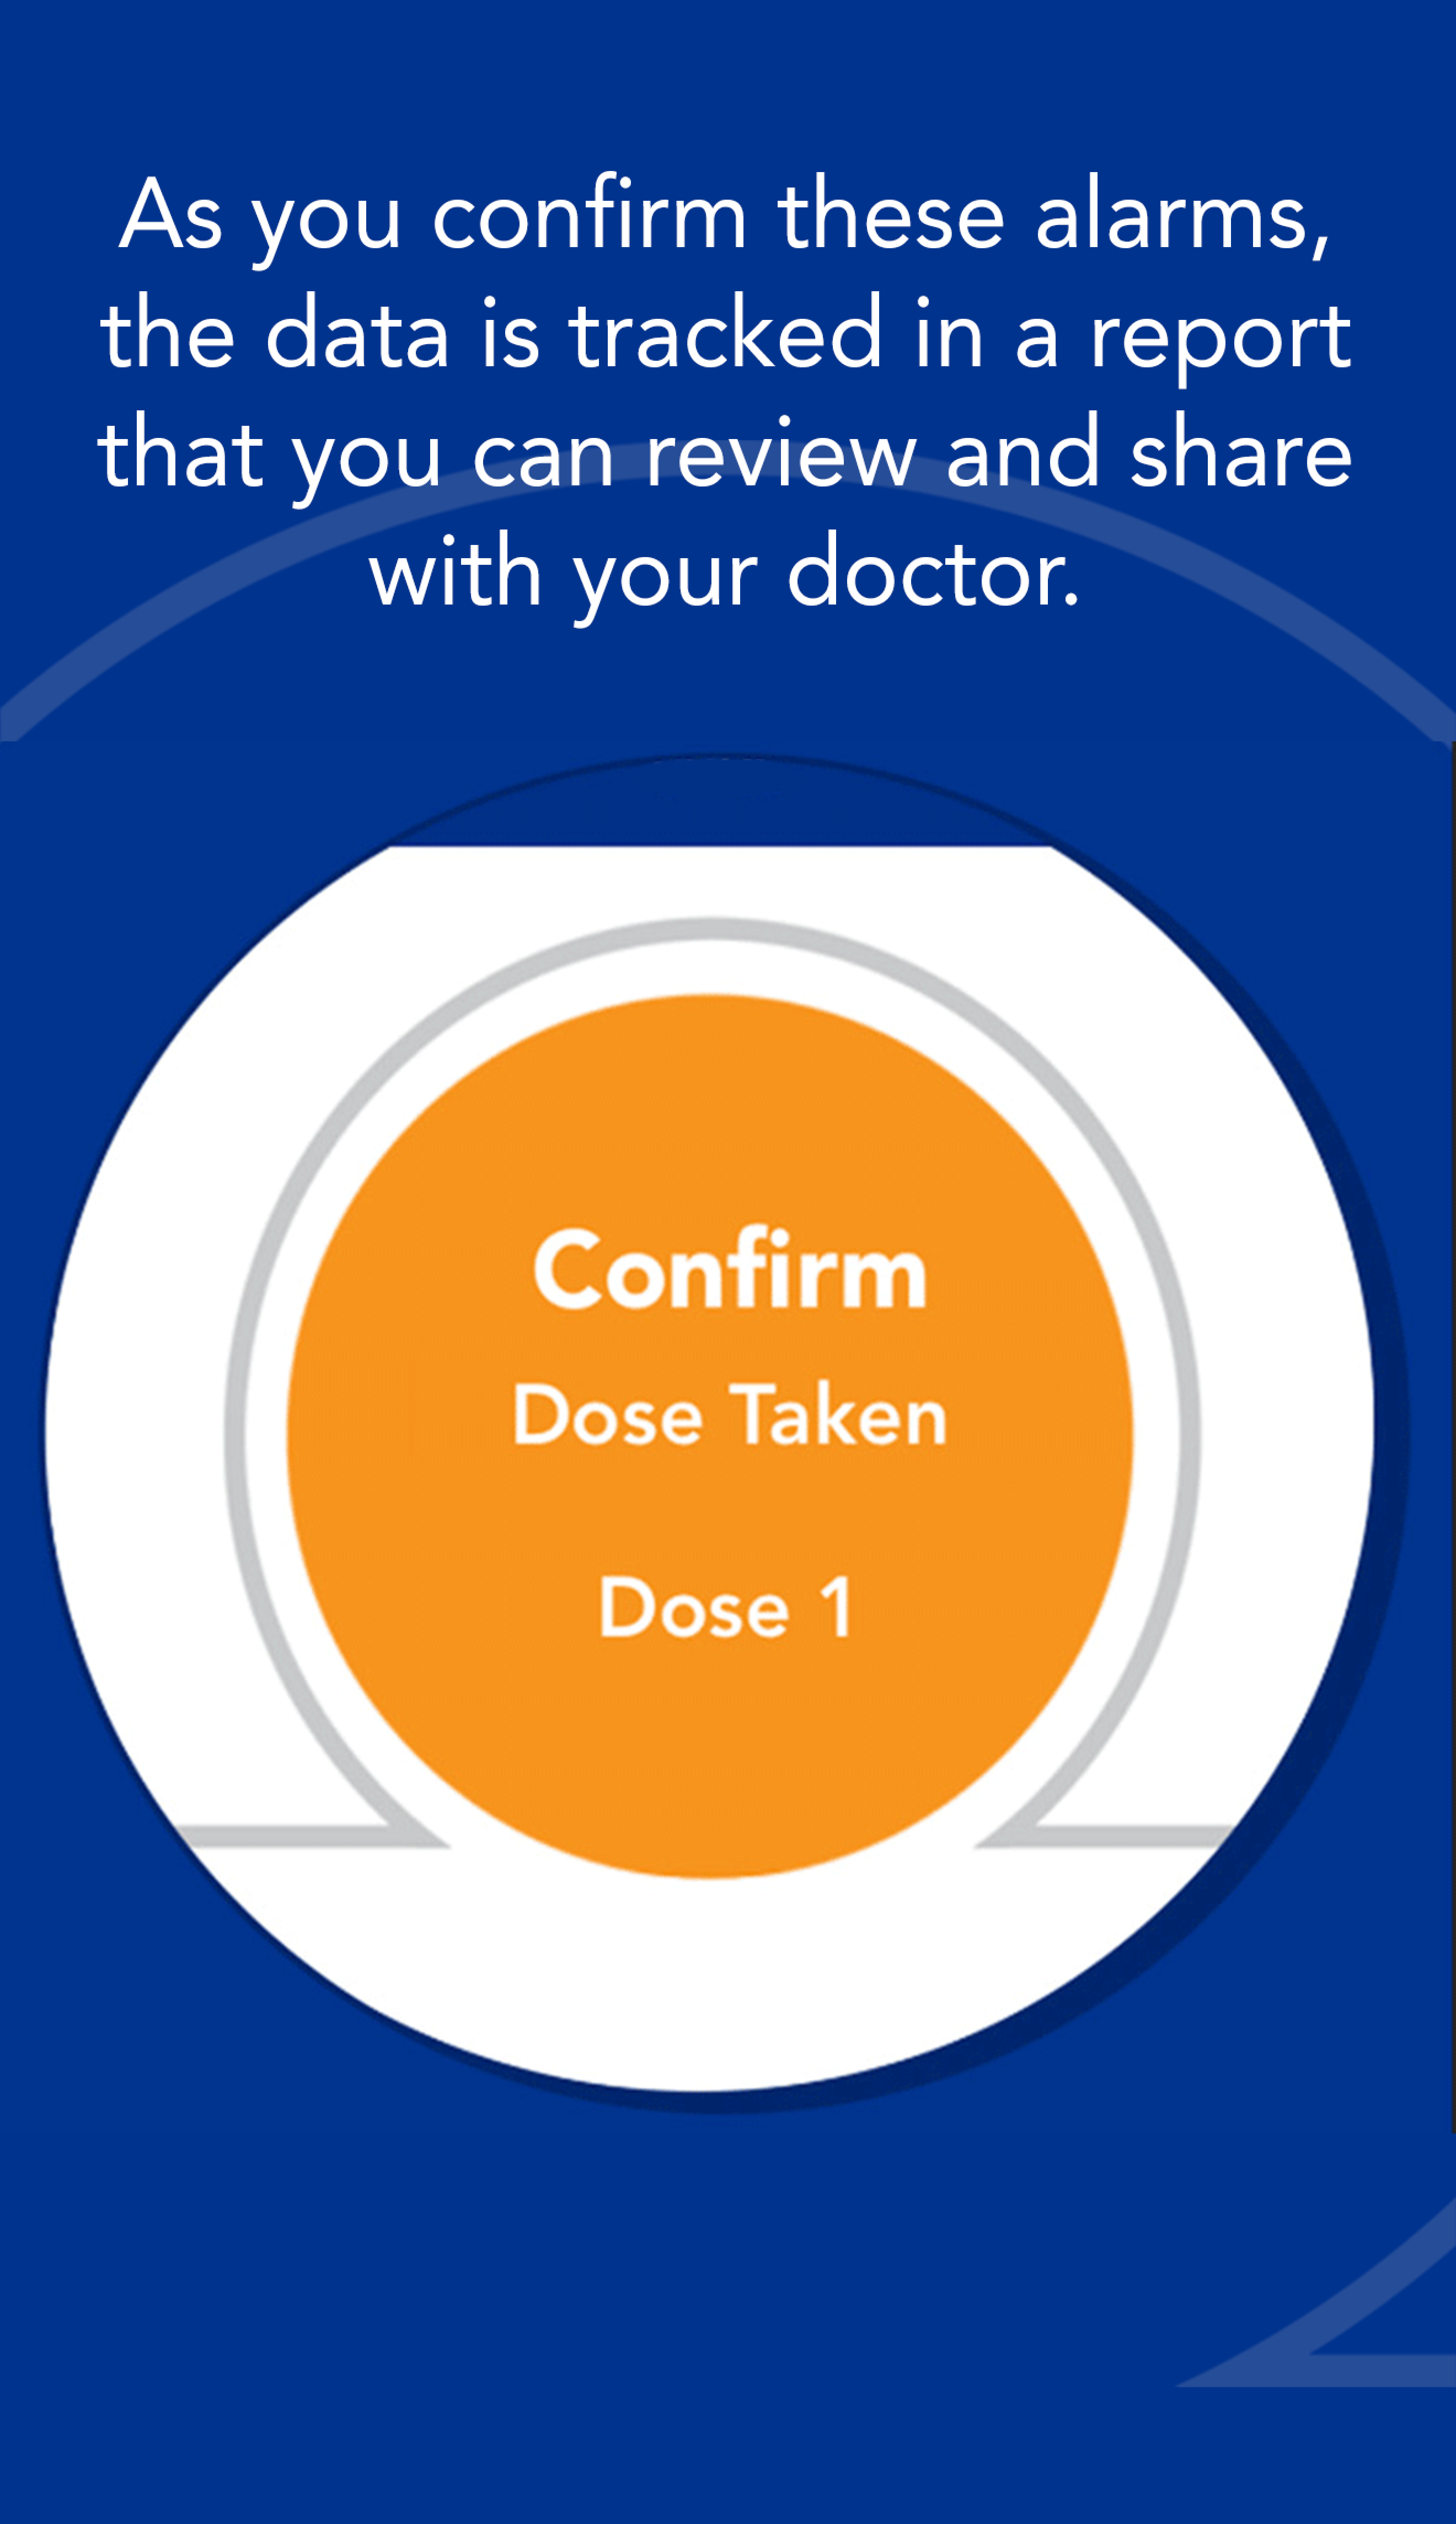 As you confirm these alarms,
the data is tracked in a report
that you can review and share
with your doctor.
Confirm
Dose Taken
Dose 1